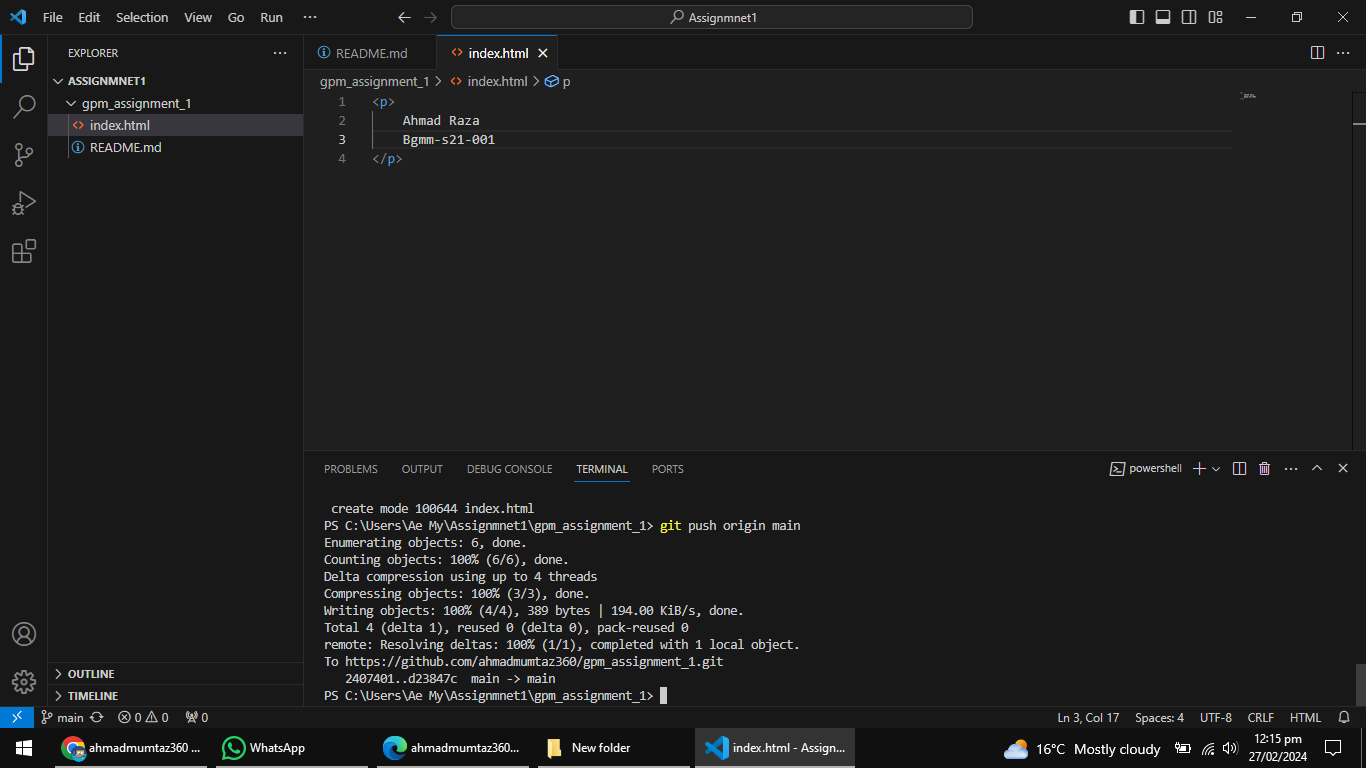 File Edit Selection View Go Run ··· Assignmnet1
EXPLORER ···
ASSIGNMNET1
gpm_assignment_1
index.html
README.md
OUTLINE
TIMELINE
README.md index.html
gpm_assignment_1 > index.html > p
1 <p>
2 Ahmad Raza
3 Bgmm-s21-001
4 </p>
PROBLEMS OUTPUT DEBUG CONSOLE TERMINAL PORTS powershell
create mode 100644 index.html
PS C:\Users\Ae My\Assignmnet1\gpm_assignment_1> git push origin main
Enumerating objects: 6, done.
Counting objects: 100% (6/6), done.
Delta compression using up to 4 threads
Compressing objects: 100% (3/3), done.
Writing objects: 100% (4/4), 389 bytes | 194.00 KiB/s, done.
Total 4 (delta 1), reused 0 (delta 0), pack-reused 0
remote: Resolving deltas: 100% (1/1), completed with 1 local object.
To https://github.com/ahmadmumtaz360/gpm_assignment_1.git
2407401..d23847c main -> main
PS C:\Users\Ae My\Assignmnet1\gpm_assignment_1>
main 0 0 0 Ln 3, Col 17 Spaces: 4 UTF-8 CRLF HTML
ahmadmumtaz360 ... WhatsApp ahmadmumtaz360... New folder index.html - Assign... 16°C Mostly cloudy 12:15 pm
27/02/2024